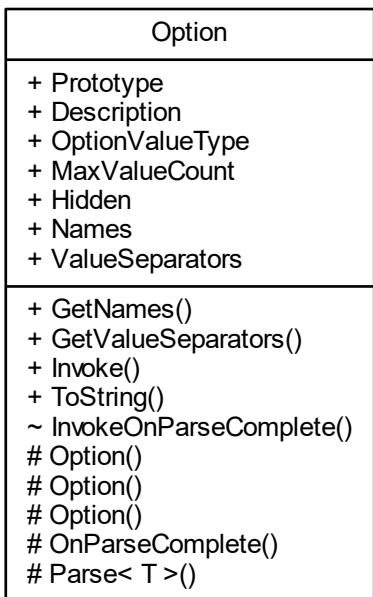 Option
+ Prototype
+ Description
+ OptionValueType
+ MaxValueCount
+ Hidden
+ Names
+ ValueSeparators
+ GetNames()
+ GetValueSeparators()
+ Invoke()
+ ToString()
~ InvokeOnParseComplete()
# Option()
# Option()
# Option()
# OnParseComplete()
# Parse< T >()